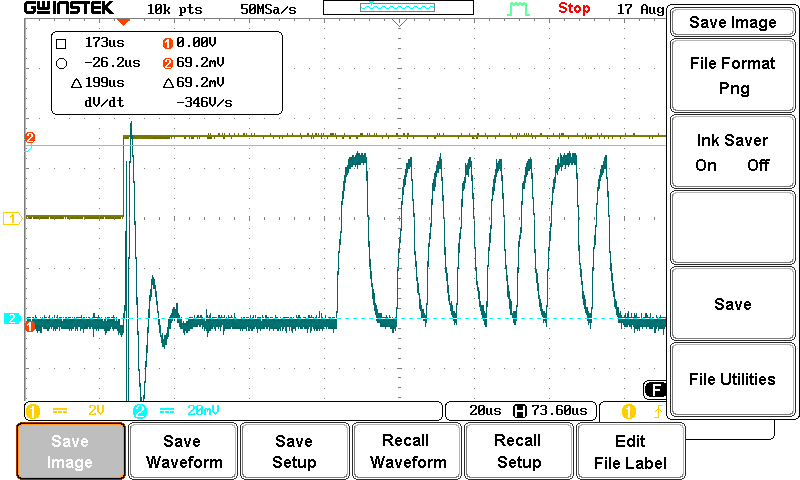 GW INSTEK 10k pts 50MSa/s Stop 17 Aug
173us 1 0.00V
-26.2us 2 69.2mV
△199us △69.2mV
dV/dt -346V/s
2
1
2
1
1 2V 2 20mV 20us H 73.60us 1 F
Save Image
File Format
Png
Ink Saver
On Off
Save
File Utilities
Save
Image
Save
Waveform
Save
Setup
Recall
Waveform
Recall
Setup
Edit
File Label